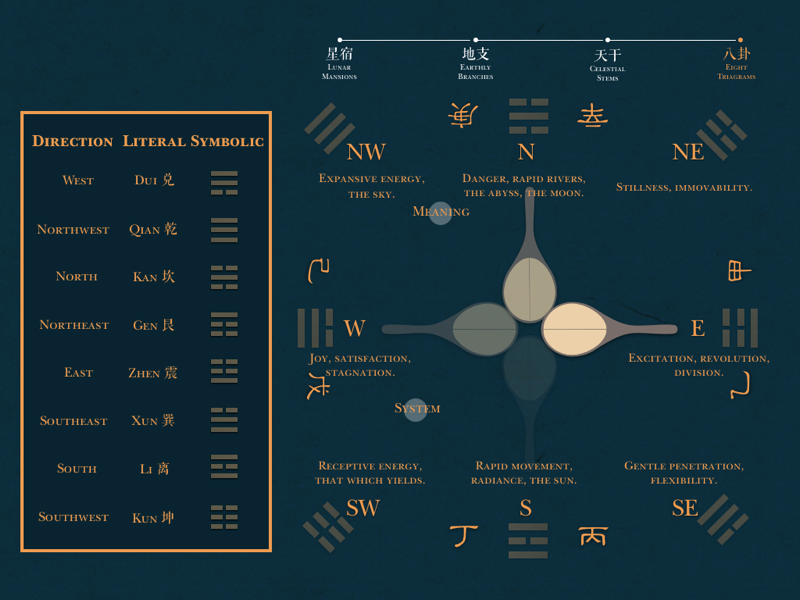 星宿
Lunar
Mansions
地支
Earthly
Branches
天干
Celestial
Stems
八卦
Eight
Triagrams
Direction Literal Symbolic
West Dui 兑
Northwest Qian 乾
North Kan 坎
Northeast Gen 艮
East Zhen 震
Southeast Xun 巽
South Li 离
Southwest Kun 坤
庚 辛
NW N NE
Expansive energy,
the sky.
Danger, rapid rivers,
the abyss, the moon.
Stillness, immovability.
Meaning
己 甲
W E
Joy, satisfaction,
stagnation.
Excitation, revolution,
division.
戊 乙
System
Receptive energy,
that which yields.
Rapid movement,
radiance, the sun.
Gentle penetration,
flexibility.
SW S SE
丁 丙